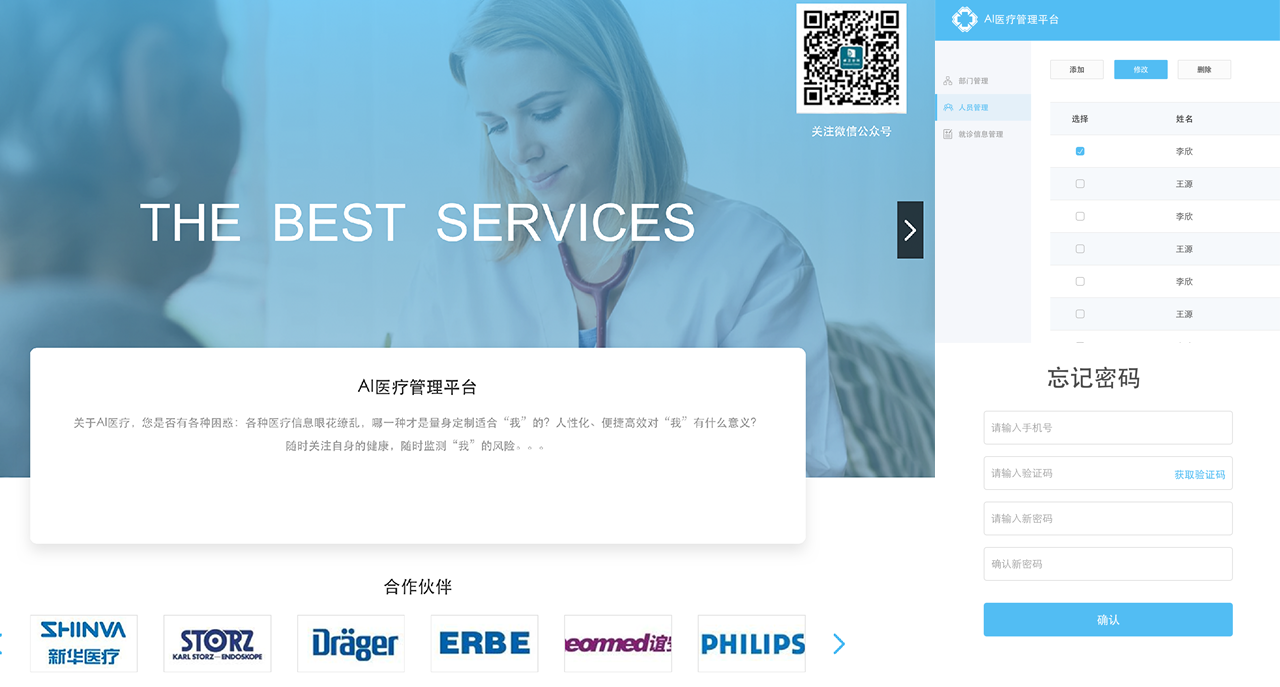 关注微信公众号
THE BEST SERVICES
AI医疗管理平台
关于AI医疗，您是否有各种困惑：各种医疗信息眼花缭乱，哪一种才是量身定制适合“我”的？人性化、便捷高效对“我”有什么意义？
随时关注自身的健康，随时监测“我”的风险。。。
合作伙伴
SHINVA
新华医疗
STORZ
KARL STORZ—ENDOSKOPE
Dräger
ERBE
eormed谊
PHILIPS
AI医疗管理平台
添加 修改 删除
部门管理
人员管理
就诊信息管理
选择 姓名
李欣
王源
李欣
王源
李欣
王源
忘记密码
请输入手机号
请输入验证码 获取验证码
请输入新密码
确认新密码
确认